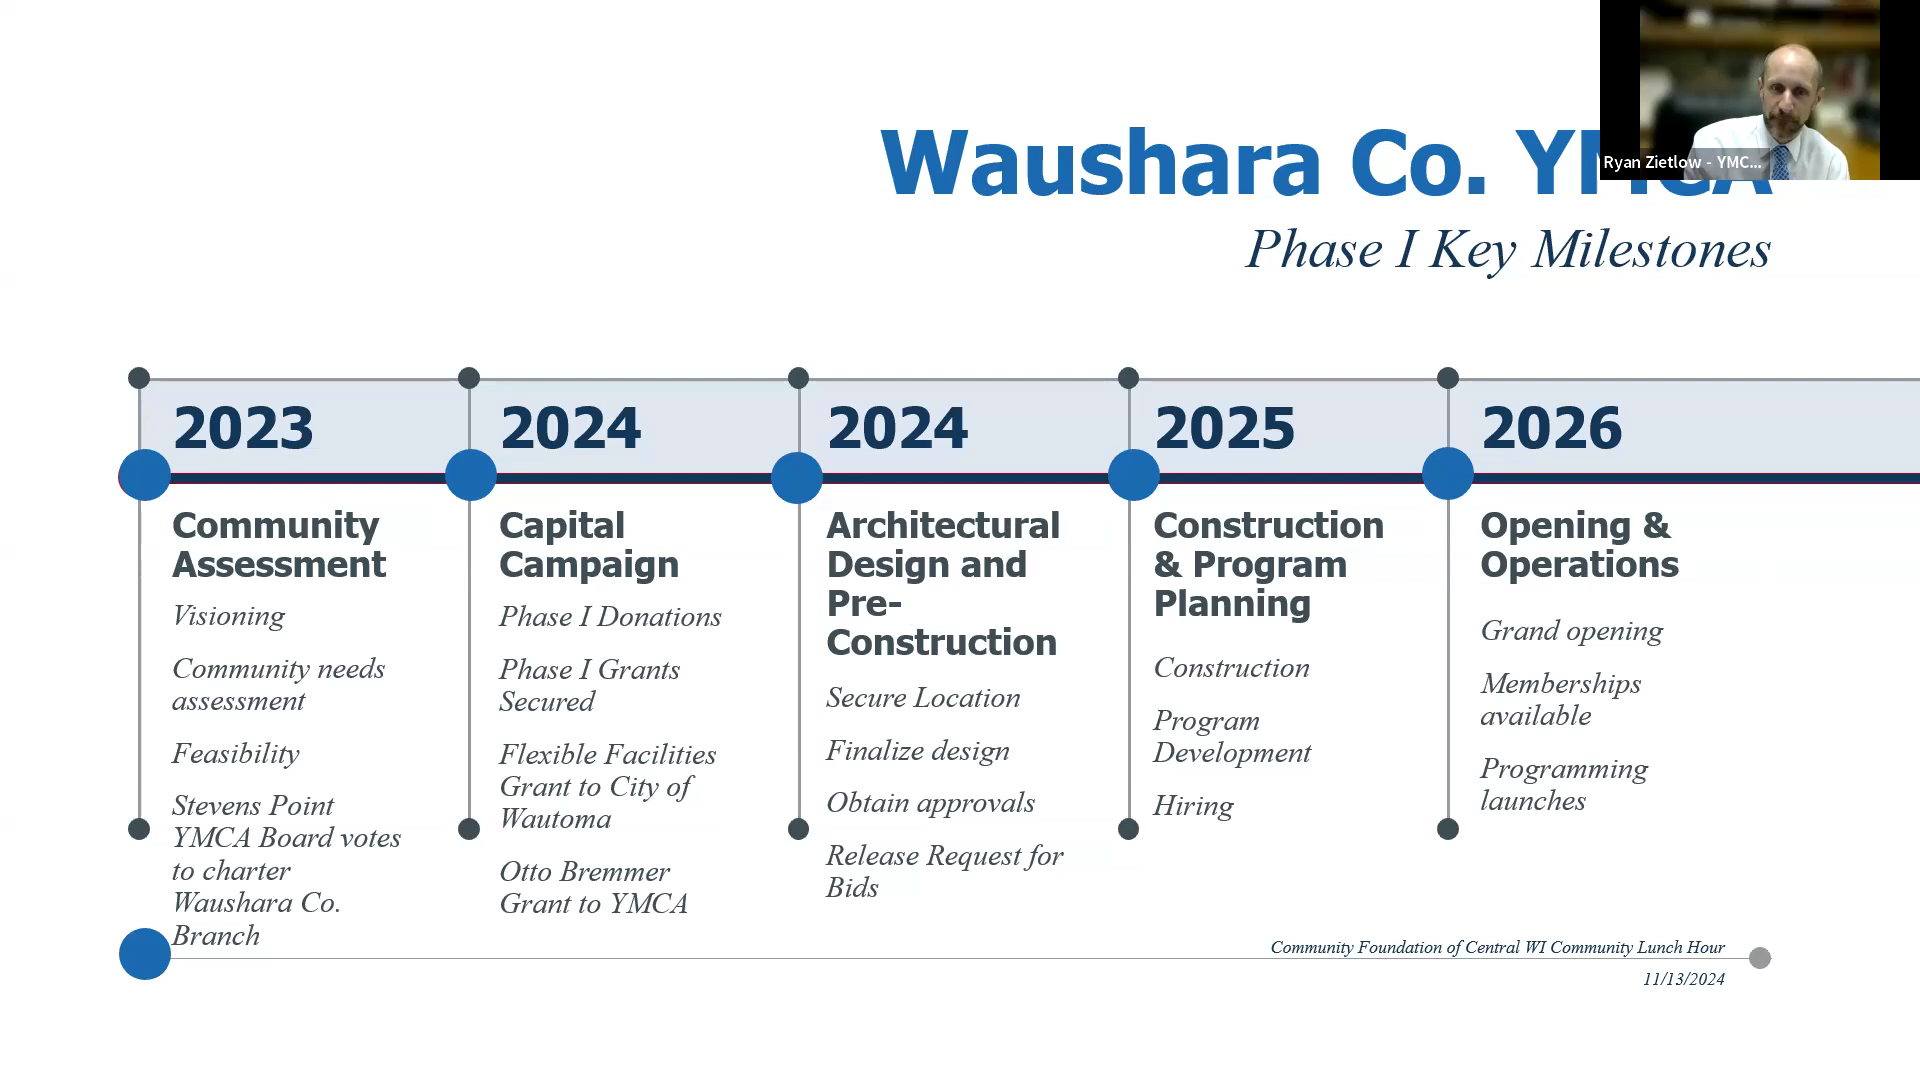 Waushara Co. YMCA
Ryan Zietlow - YMC...
Phase I Key Milestones
2023
2024
2024
2025
2026
Community
Assessment
Visioning
Community needs
assessment
Feasibility
Stevens Point
YMCA Board votes
to charter
Waushara Co.
Branch
Capital
Campaign
Phase I Donations
Phase I Grants
Secured
Flexible Facilities
Grant to City of
Wautoma
Otto Bremmer
Grant to YMCA
Architectural
Design and
Pre-
Construction
Secure Location
Finalize design
Obtain approvals
Release Request for
Bids
Construction
& Program
Planning
Construction
Program
Development
Hiring
Opening &
Operations
Grand opening
Memberships
available
Programming
launches
Community Foundation of Central WI Community Lunch Hour
11/13/2024